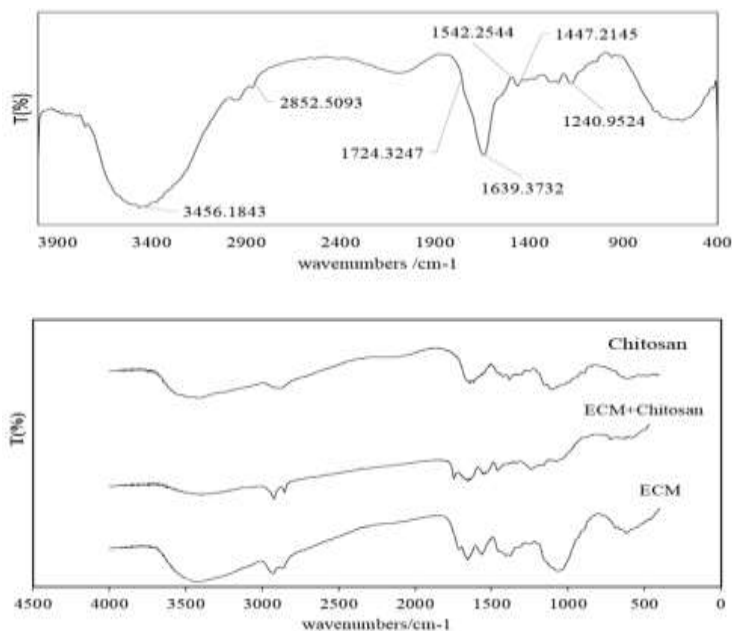 1542.2544
1447.2145
T(%)
2852.5093
1240.9524
1724.3247
1639.3732
3456.1843
3900 3400 2900 2400 1900 1400 900 400
wavenumbers /cm-1
Chitosan
ECM+Chitosan
T(%)
ECM
4500 4000 3500 3000 2500 2000 1500 1000 500 0
wavenumbers/cm-1